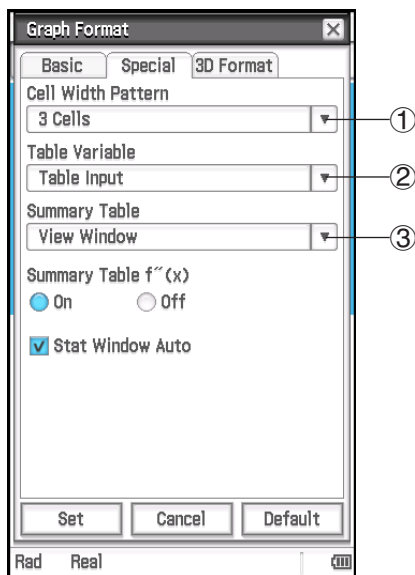 Graph Format
Basic Special 3D Format
Cell Width Pattern
3 Cells
①
Table Variable
Table Input
②
Summary Table
View Window
③
Summary Table f˝(x)
On Off
Stat Window Auto
Set Cancel Default
Rad Real